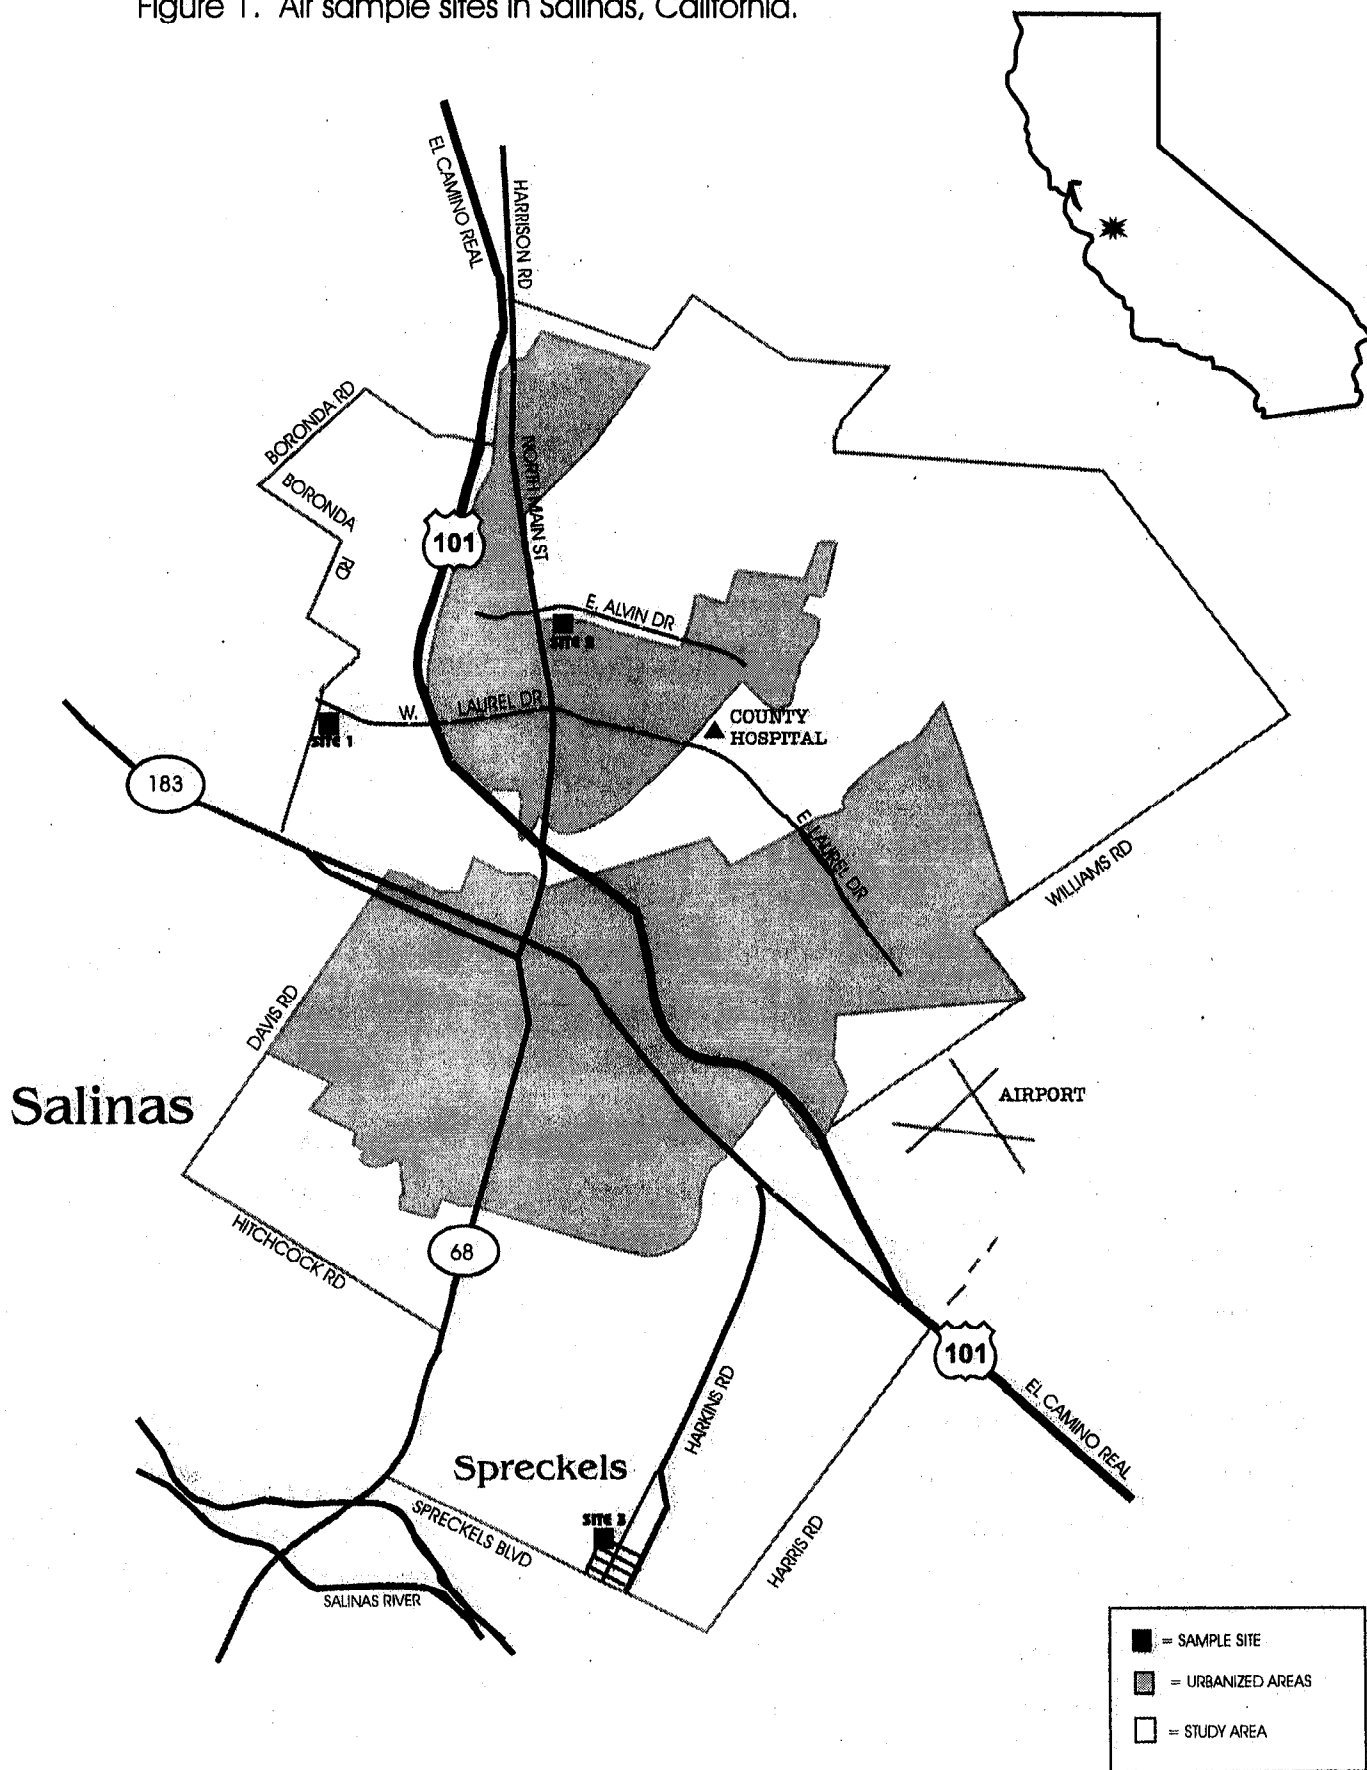 Figure 1. Air sample sites in Salinas, California.
EL CAMINO REAL
HARRISON RD
BORONDA RD
BORONDA
RD
101
NORTH MAIN ST
E. ALVIN DR
SITE 2
W.
LAUREL DR
SITE 1
COUNTY
HOSPITAL
183
E. LAUREL DR
WILLIAMS RD
DAVIS RD
Salinas
AIRPORT
HITCHCOCK RD
68
101
EL CAMINO REAL
HARKINS RD
Spreckels
SITE 3
SPRECKELS BLVD
HARRIS RD
SALINAS RIVER
= SAMPLE SITE
= URBANIZED AREAS
= STUDY AREA